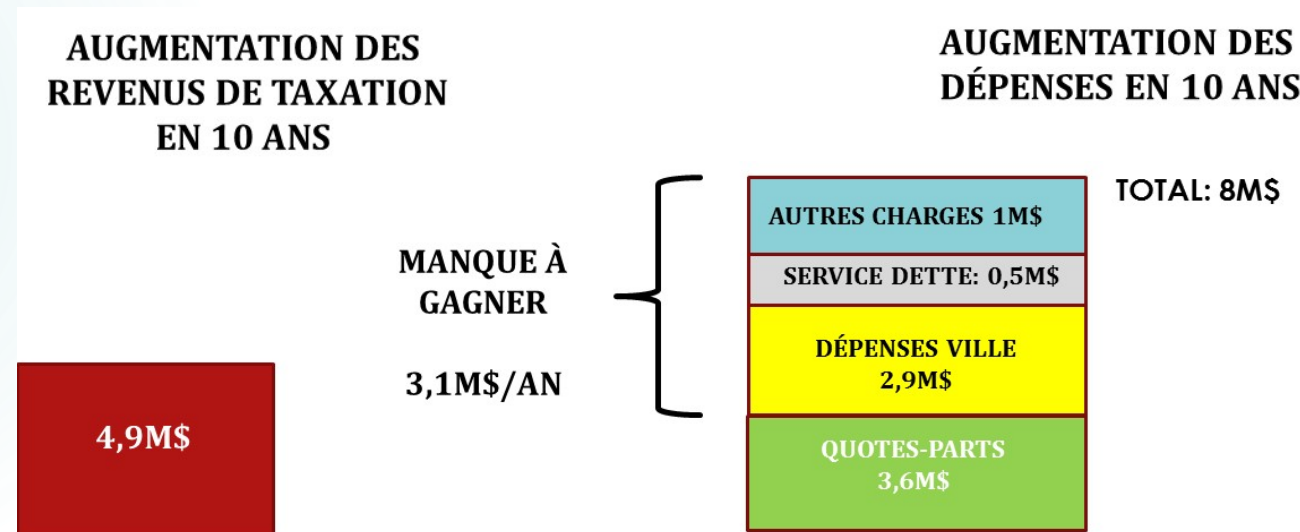 AUGMENTATION DES
REVENUS DE TAXATION
EN 10 ANS
4,9M$
MANQUE À
GAGNER
3,1M$/AN
AUGMENTATION DES
DÉPENSES EN 10 ANS
TOTAL: 8M$
AUTRES CHARGES 1M$
SERVICE DETTE: 0,5M$
DÉPENSES VILLE
2,9M$
QUOTES-PARTS
3,6M$